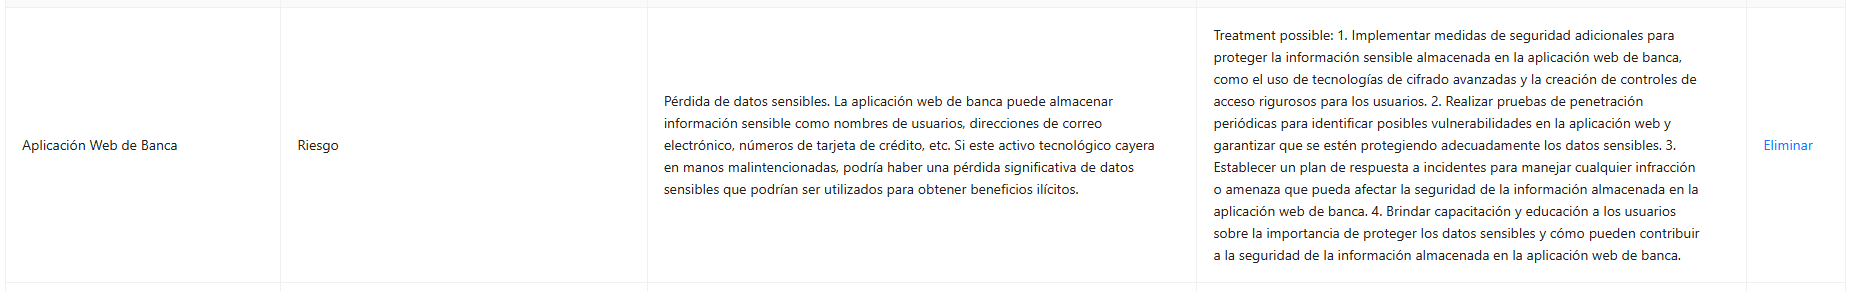 Aplicación Web de Banca
Riesgo
Pérdida de datos sensibles. La aplicación web de banca puede almacenar
información sensible como nombres de usuarios, direcciones de correo
electrónico, números de tarjeta de crédito, etc. Si este activo tecnológico cayera
en manos malintencionadas, podría haber una pérdida significativa de datos
sensibles que podrían ser utilizados para obtener beneficios ilícitos.
Treatment possible: 1. Implementar medidas de seguridad adicionales para
proteger la información sensible almacenada en la aplicación web de banca,
como el uso de tecnologías de cifrado avanzadas y la creación de controles de
acceso rigurosos para los usuarios. 2. Realizar pruebas de penetración
periódicas para identificar posibles vulnerabilidades en la aplicación web y
garantizar que se estén protegiendo adecuadamente los datos sensibles. 3.
Establecer un plan de respuesta a incidentes para manejar cualquier infracción
o amenaza que pueda afectar la seguridad de la información almacenada en la
aplicación web de banca. 4. Brindar capacitación y educación a los usuarios
sobre la importancia de proteger los datos sensibles y cómo pueden contribuir
a la seguridad de la información almacenada en la aplicación web de banca.
Eliminar